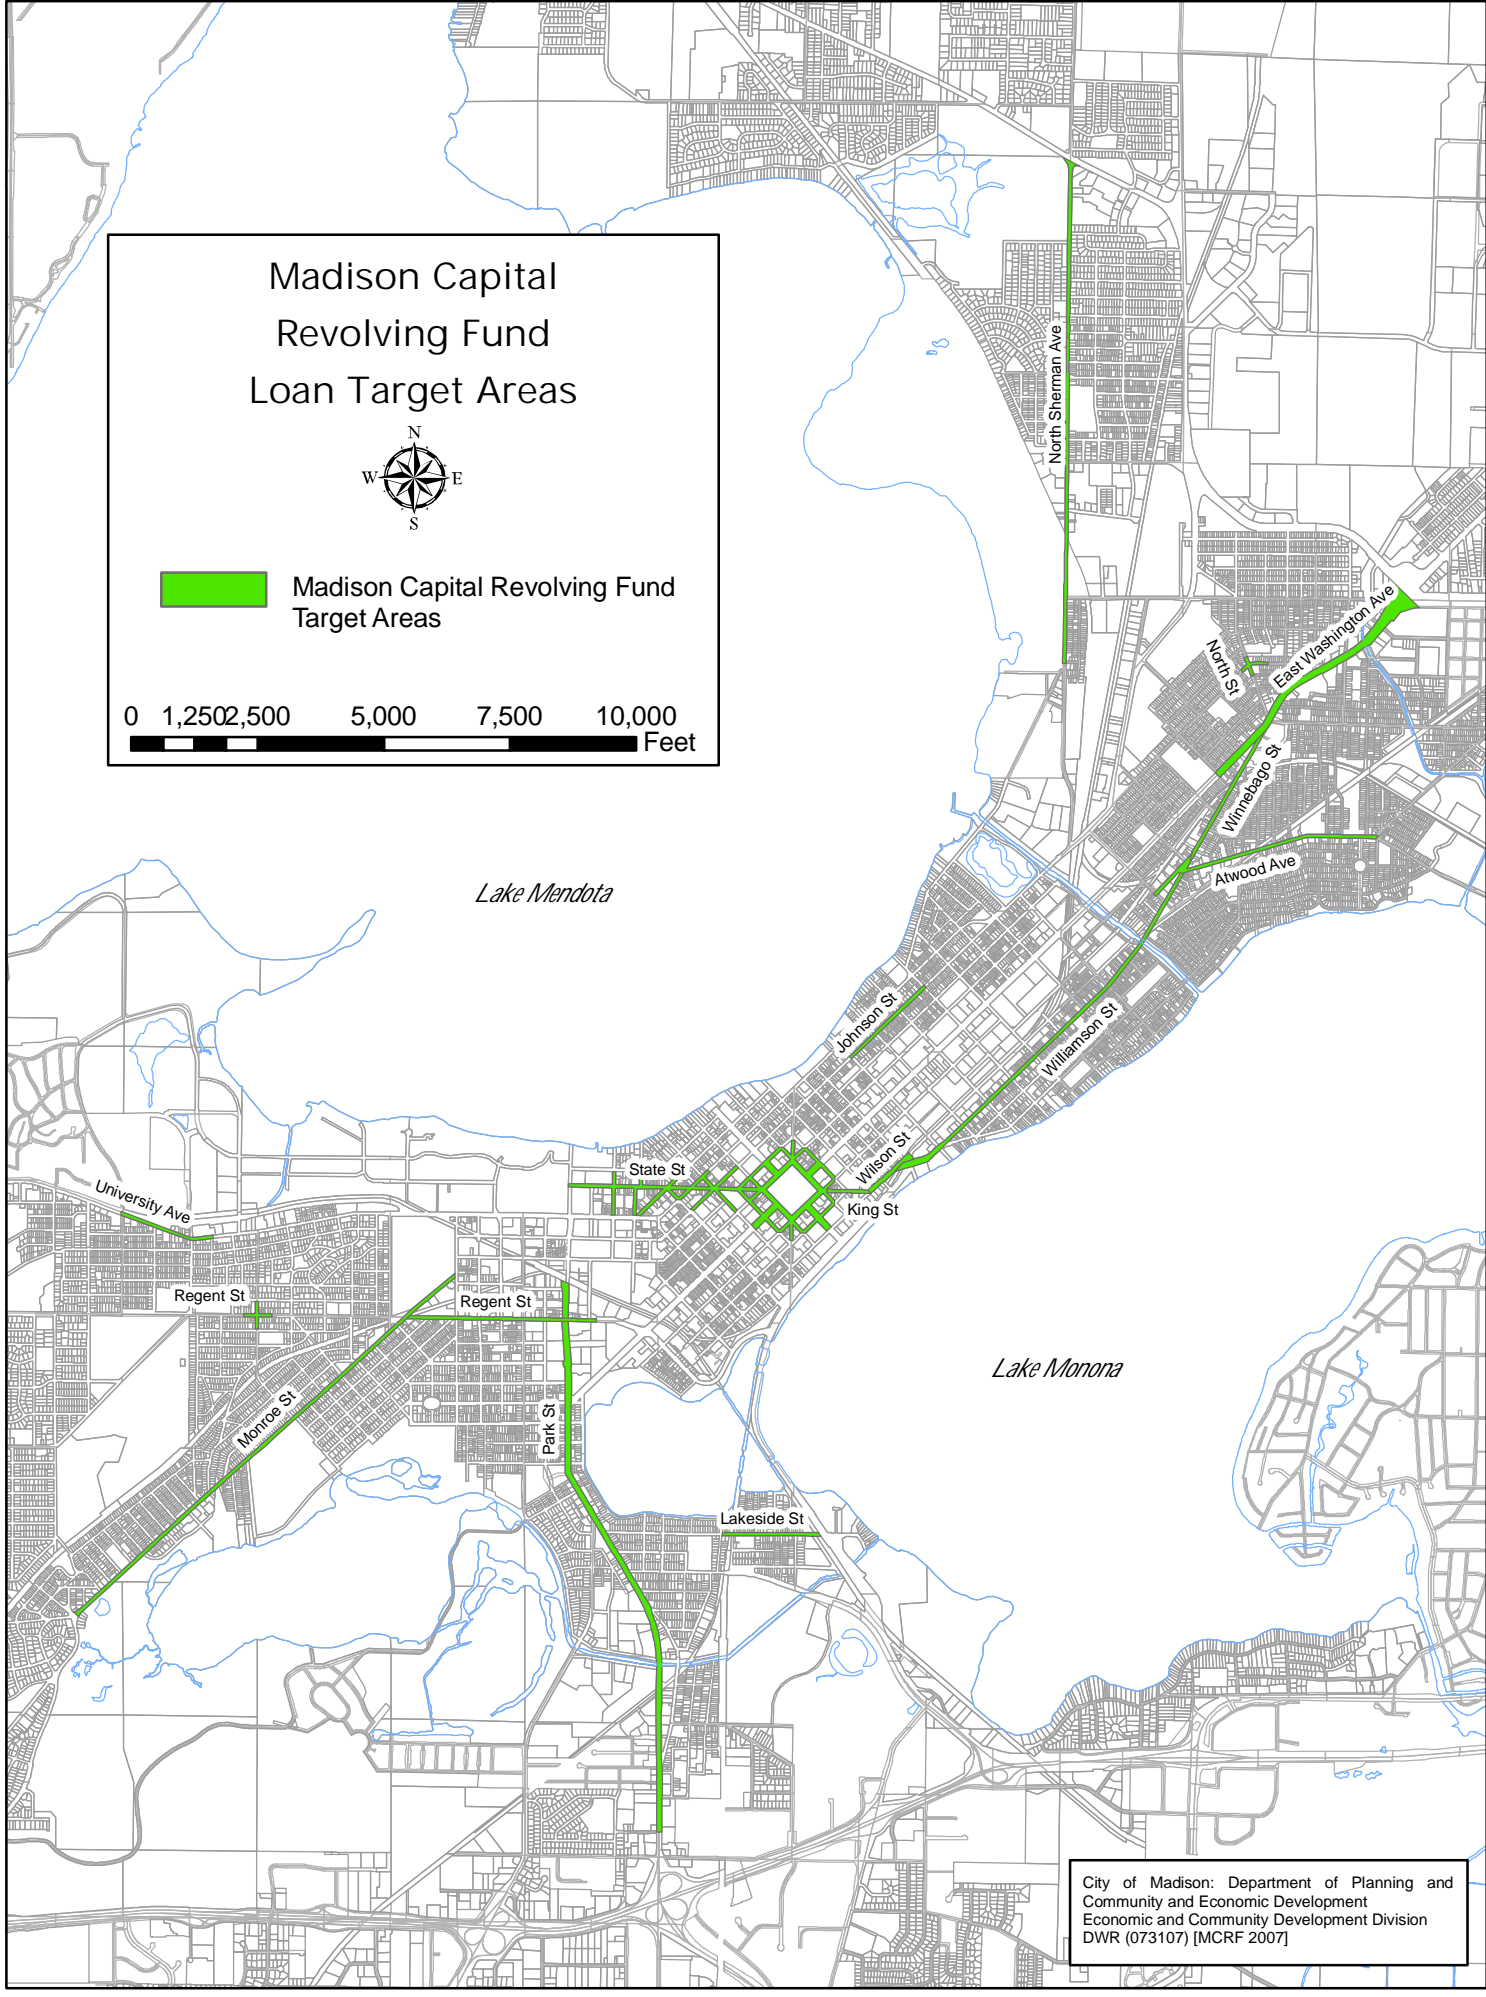 Madison Capital
Revolving Fund
Loan Target Areas
N
W E
S
Madison Capital Revolving Fund
Target Areas
0 1,250 2,500 5,000 7,500 10,000
Feet
North Sherman Ave
East Washington Ave
North St
Winnebago St
Atwood Ave
Lake Mendota
Johnson St
Williamson St
Wilson St
State St
King St
University Ave
Regent St
Regent St
Lake Monona
Monroe St
Park St
Lakeside St
City of Madison: Department of Planning and
Community and Economic Development
Economic and Community Development Division
DWR (073107) [MCRF 2007]